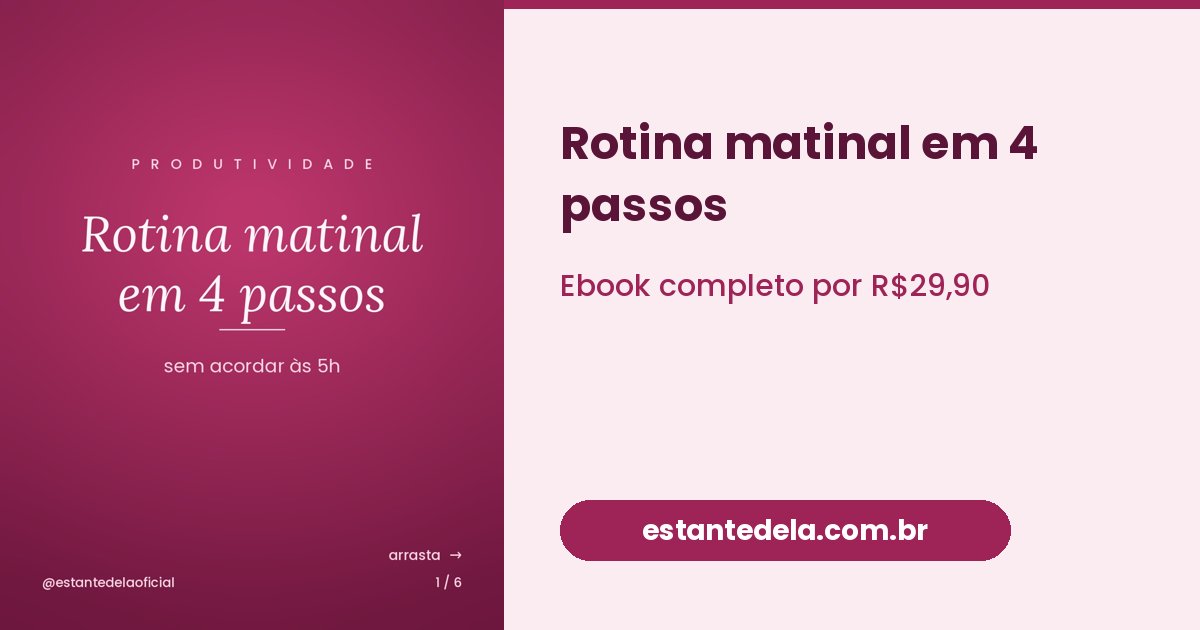 PRODUTIVIDADE
Rotina matinal
em 4 passos
sem acordar às 5h
arrasta →
@estantedelaoficial
1 / 6
Rotina matinal em 4
passos
Ebook completo por R$29,90
estantedela.com.br